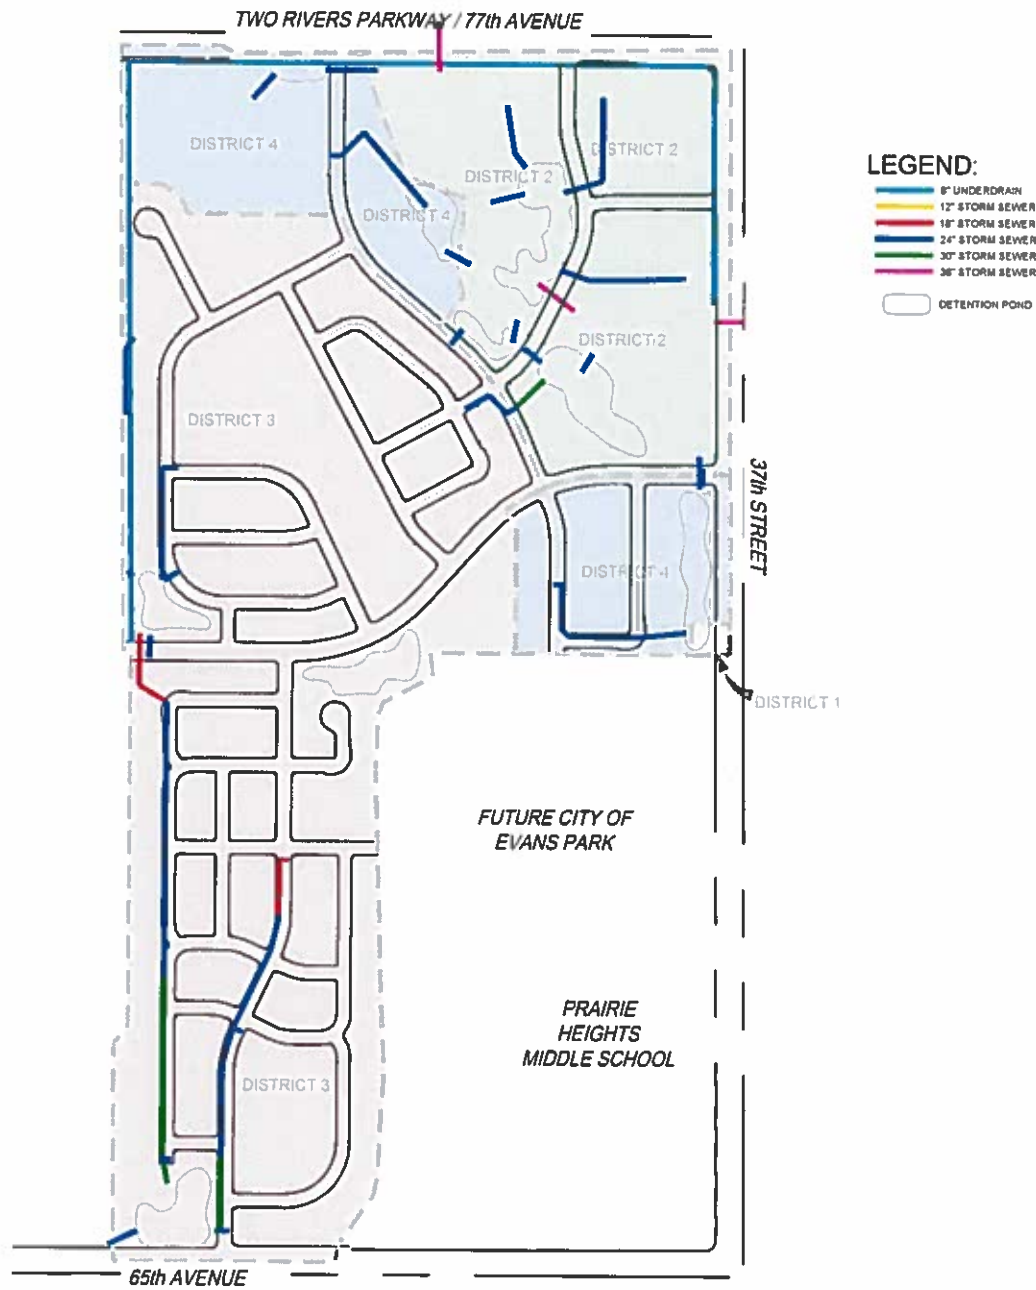 TWO RIVERS PARKWAY / 77th AVENUE
DISTRICT 4
DISTRICT 2
DISTRICT 2
DISTRICT 4
LEGEND:
8" UNDERDRAIN
12" STORM SEWER
18" STORM SEWER
24" STORM SEWER
30" STORM SEWER
36" STORM SEWER
DETENTION POND
DISTRICT 2
DISTRICT 3
37th STREET
DISTRICT 4
DISTRICT 1
FUTURE CITY OF
EVANS PARK
PRAIRIE
HEIGHTS
MIDDLE SCHOOL
DISTRICT 3
65th AVENUE